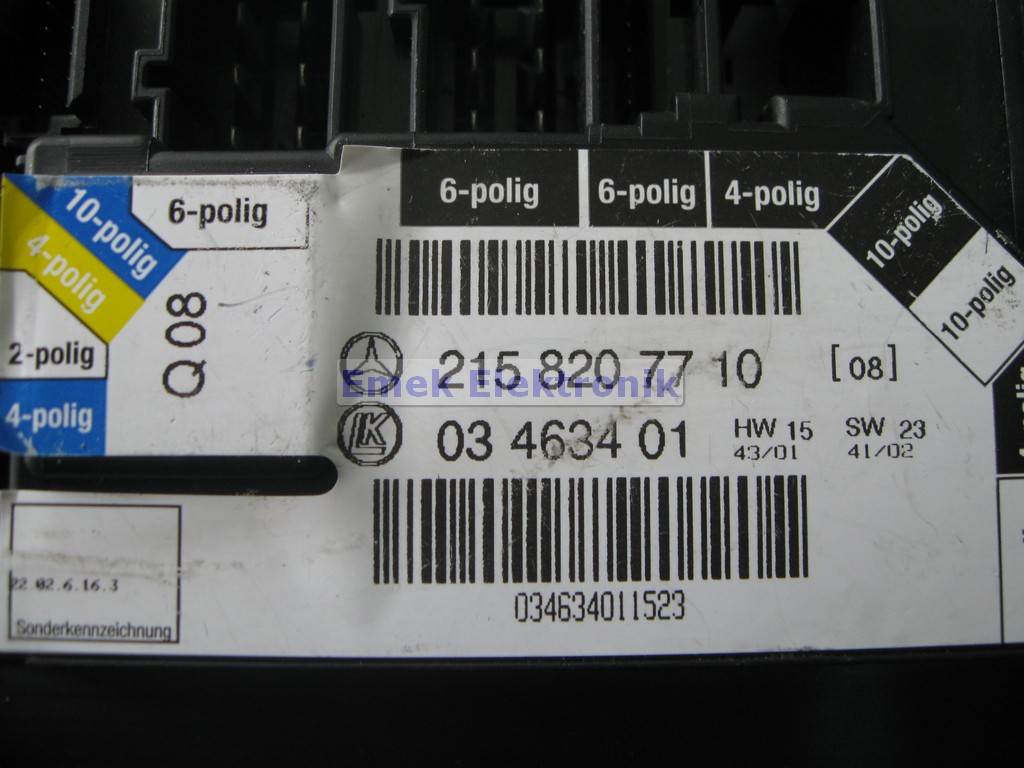 6-polig
6-polig
4-polig
10-polig
10-polig
6-polig
10-polig
4-polig
2-polig
4-polig
Q 08
215 820 77 10 [08]
Emek Elektronik
LK
03 4634 01 HW 15 SW 23
43/01 41/02
034634011523
22.02.6.16.3
Sonderkennzeichnung